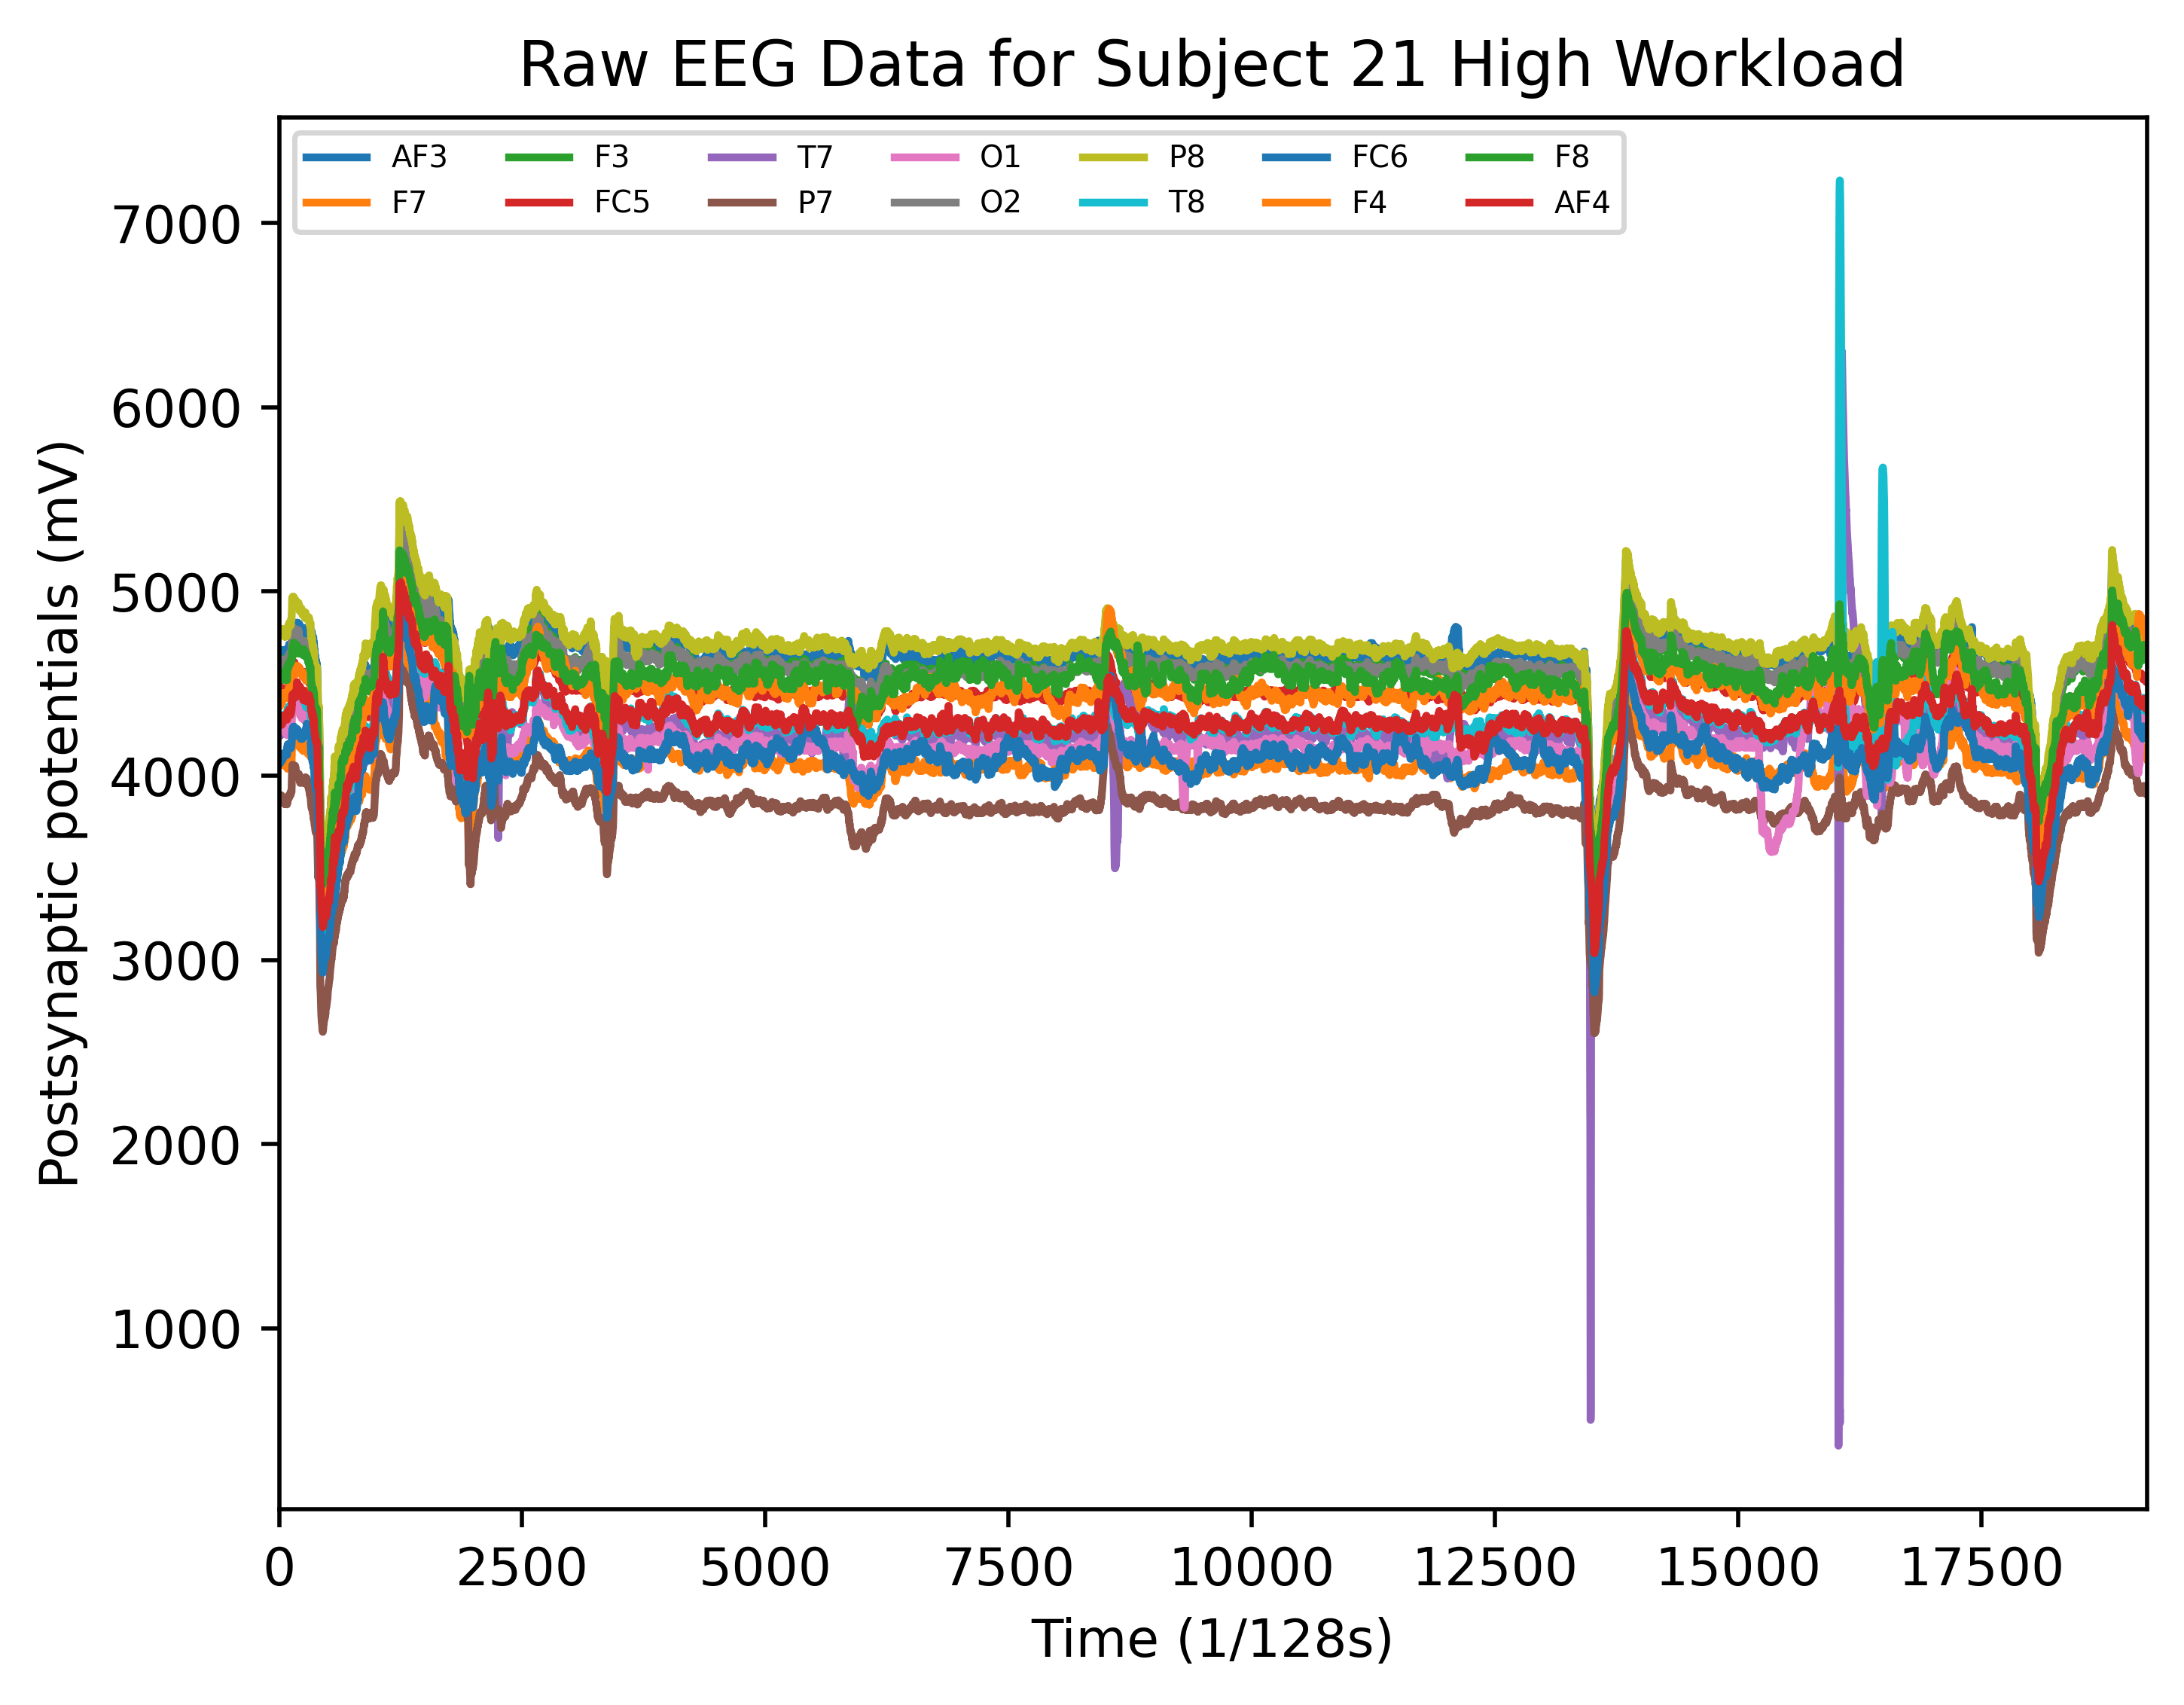 Raw EEG Data for Subject 21 High Workload
AF3 F3 T7 O1 P8 FC6 F8
F7 FC5 P7 O2 T8 F4 AF4
7000
6000
5000
4000
3000
2000
1000
Postsynaptic potentials (mV)
0 2500 5000 7500 10000 12500 15000 17500
Time (1/128s)